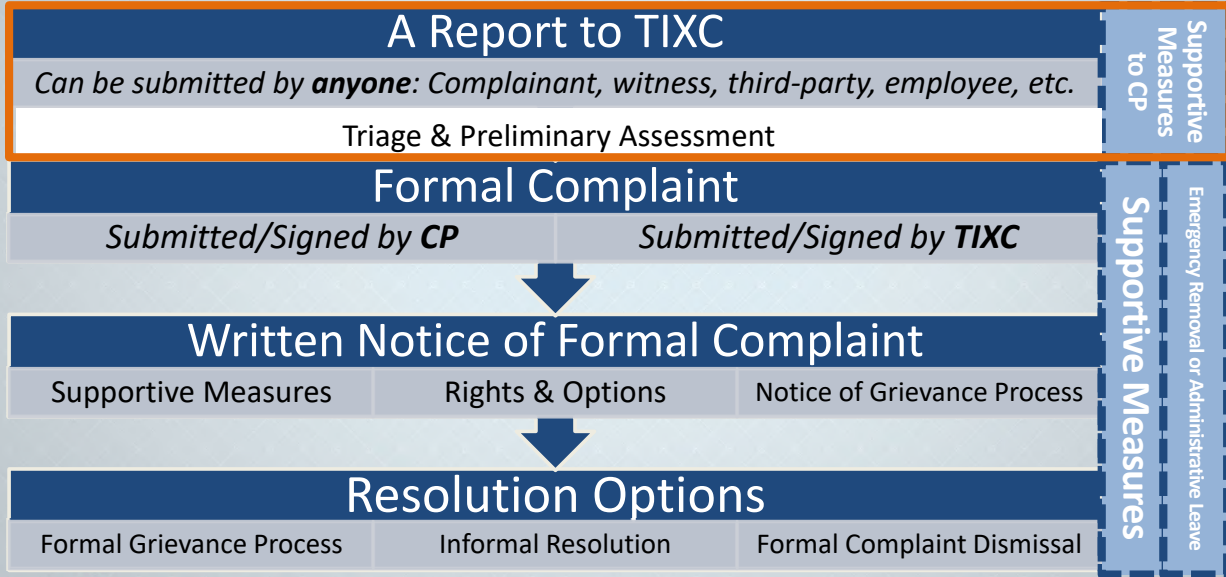 A Report to TIXC
Can be submitted by anyone: Complainant, witness, third-party, employee, etc.
Triage & Preliminary Assessment
Supportive
Measures
to CP
Formal Complaint
Submitted/Signed by CP
Submitted/Signed by TIXC
Written Notice of Formal Complaint
Supportive Measures
Rights & Options
Notice of Grievance Process
Resolution Options
Formal Grievance Process
Informal Resolution
Formal Complaint Dismissal
Supportive Measures
Emergency Removal or Administrative Leave